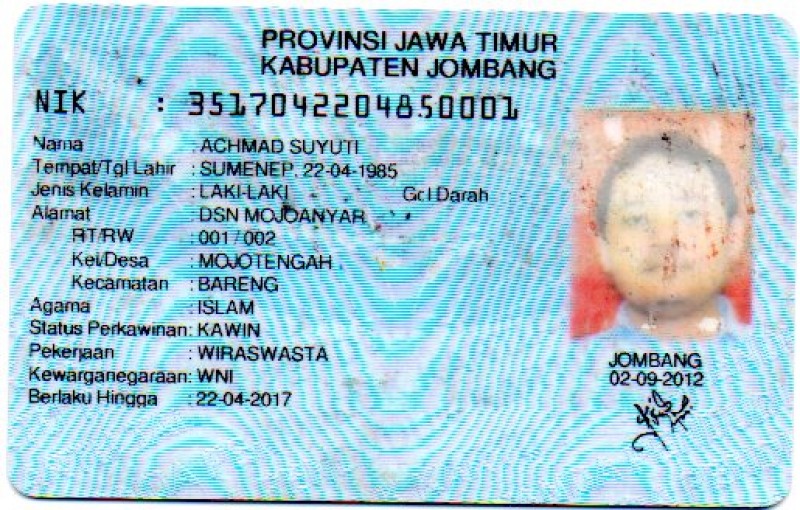 PROVINSI JAWA TIMUR
KABUPATEN JOMBANG
NIK : 3517042204850001
Nama : ACHMAD SUYUTI
Tempat/Tgl Lahir : SUMENEP, 22-04-1985
Jenis Kelamin : LAKI-LAKI Gol Darah
Alamat : DSN MOJOANYAR
RT/RW : 001 / 002
Kel/Desa : MOJOTENGAH
Kecamatan : BARENG
Agama : ISLAM
Status Perkawinan: KAWIN
Pekerjaan : WIRASWASTA
Kewarganegaraan: WNI
Berlaku Hingga : 22-04-2017
JOMBANG
02-09-2012